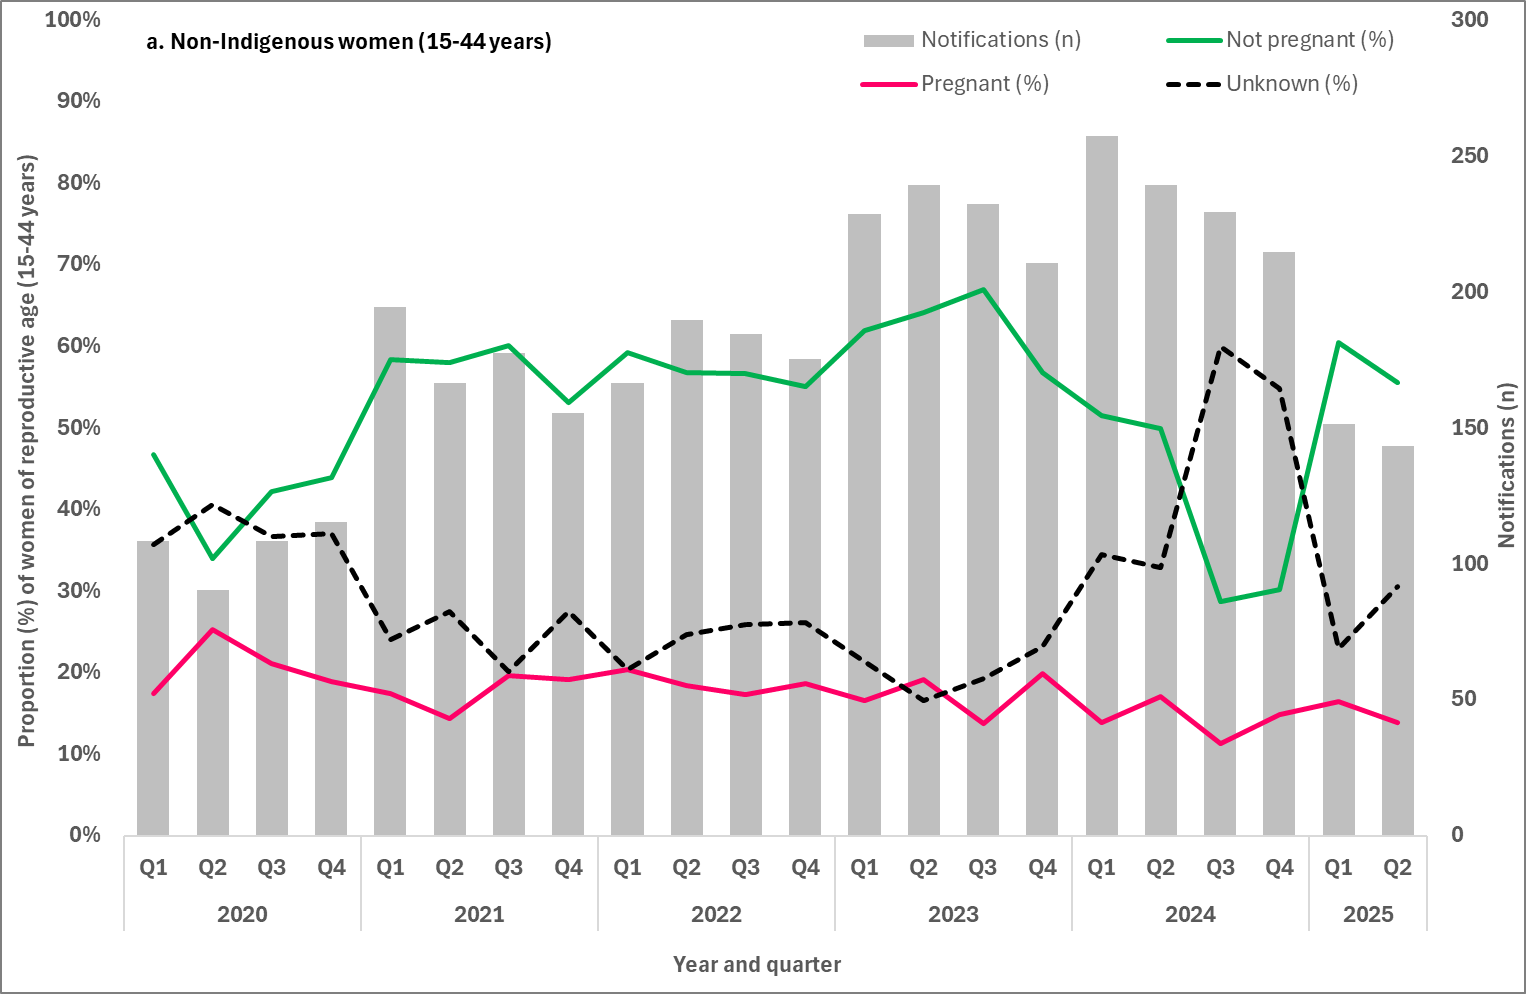 a. Non-Indigenous women (15-44 years)
Notifications (n)
Not pregnant (%)
Pregnant (%)
Unknown (%)
Proportion (%) of women of reproductive age (15-44 years)
100%
90%
80%
70%
60%
50%
40%
30%
20%
10%
0%
300
250
200
150
100
50
0
Notifications (n)
Q1 Q2 Q3 Q4 Q1 Q2 Q3 Q4 Q1 Q2 Q3 Q4 Q1 Q2 Q3 Q4 Q1 Q2 Q3 Q4 Q1 Q2
2020 2021 2022 2023 2024 2025
Year and quarter